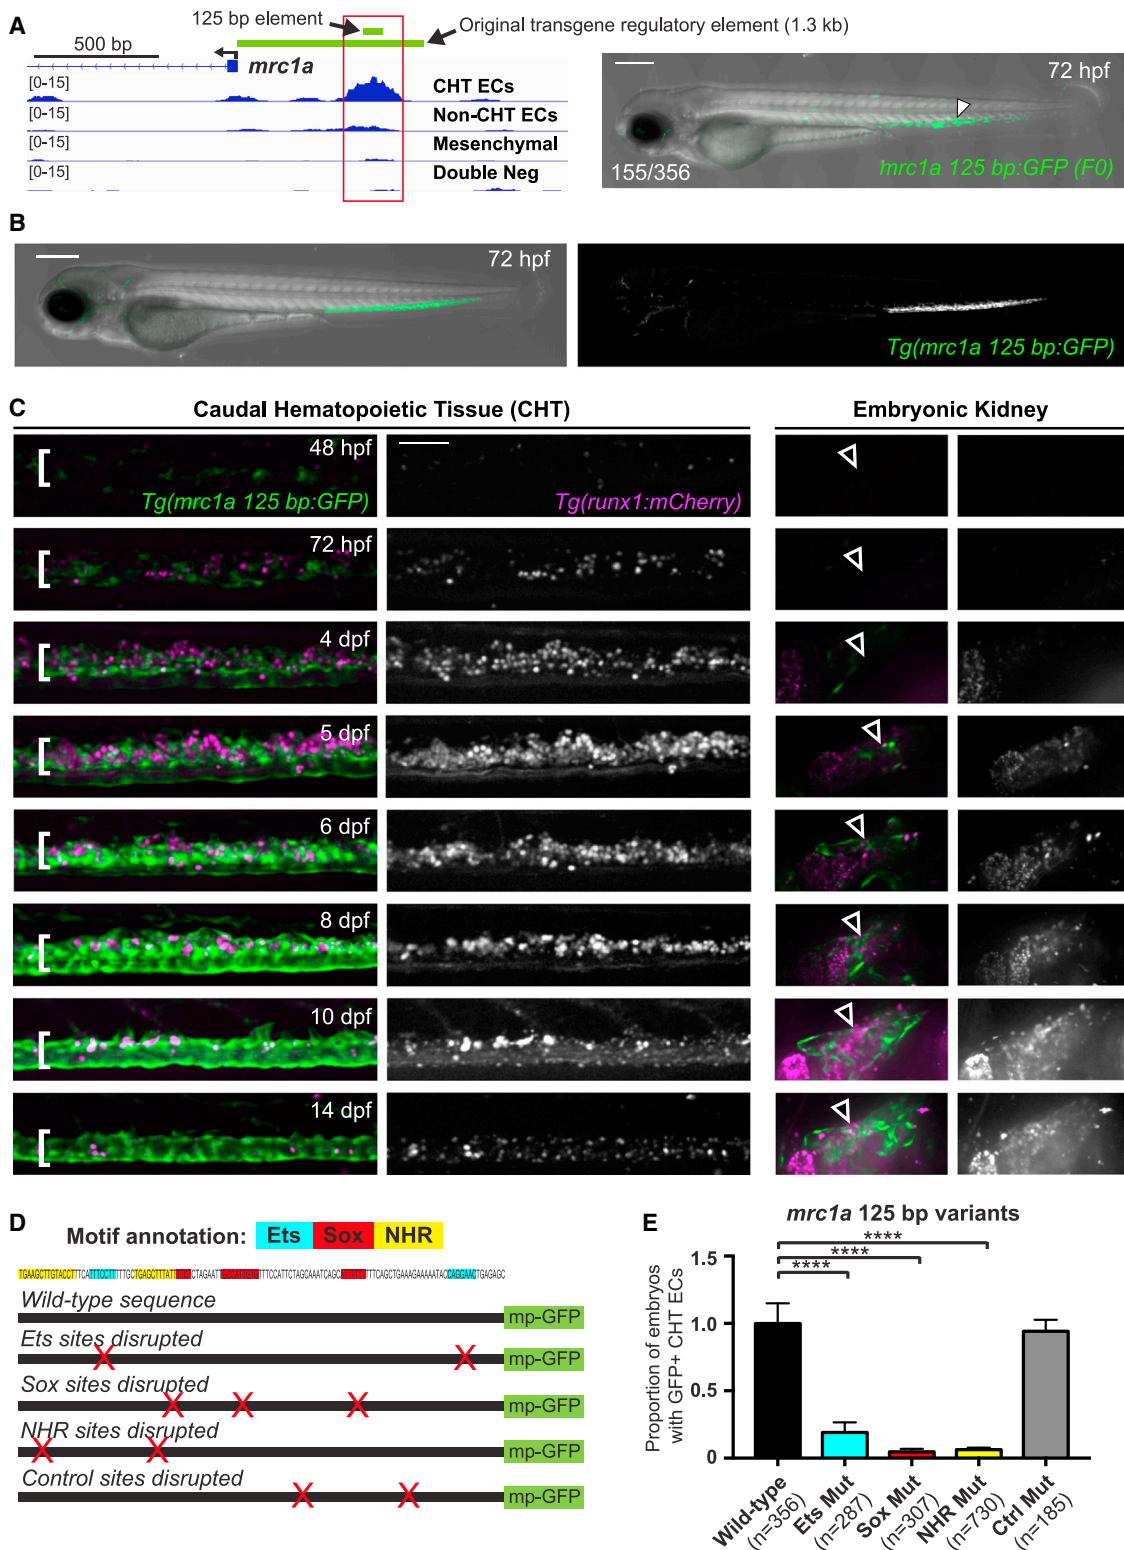 A
125 bp element
Original transgene regulatory element (1.3 kb)
500 bp
mrc1a
[0-15]
CHT ECs
[0-15]
Non-CHT ECs
[0-15]
Mesenchymal
[0-15]
Double Neg
72 hpf
155/356
mrc1a 125 bp:GFP (F0)
B
72 hpf
Tg(mrc1a 125 bp:GFP)
C
Caudal Hematopoietic Tissue (CHT)
Embryonic Kidney
48 hpf
Tg(mrc1a 125 bp:GFP)
Tg(runx1:mCherry)
72 hpf
4 dpf
5 dpf
6 dpf
8 dpf
10 dpf
14 dpf
D
Motif annotation: Ets Sox NHR
Wild-type sequence
mp-GFP
Ets sites disrupted
mp-GFP
Sox sites disrupted
mp-GFP
NHR sites disrupted
mp-GFP
Control sites disrupted
mp-GFP
E
mrc1a 125 bp variants
****
****
****
Proportion of embryos
with GFP+ CHT ECs
1.5
1.0
0.5
0
Wild-type
(n=356)
Ets Mut
(n=287)
Sox Mut
(n=307)
NHR Mut
(n=730)
Ctrl Mut
(n=185)